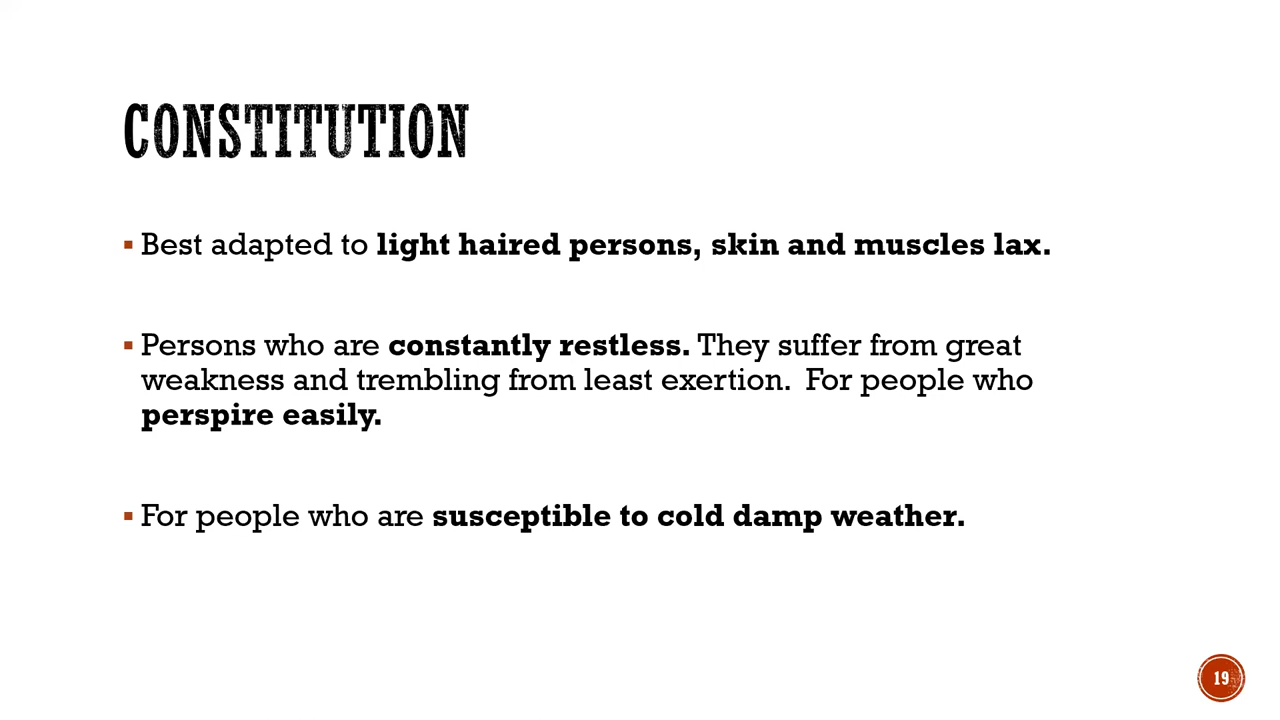 CONSTITUTION
▪ Best adapted to light haired persons, skin and muscles lax.
▪ Persons who are constantly restless. They suffer from great
weakness and trembling from least exertion.  For people who
perspire easily.
▪ For people who are susceptible to cold damp weather.
19